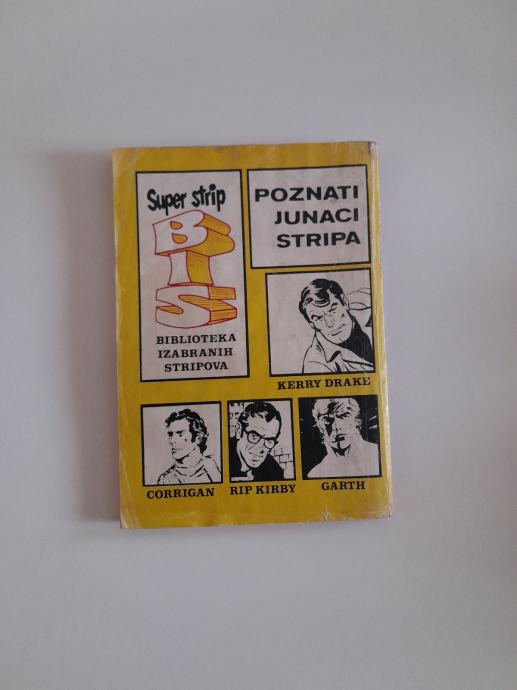 Super strip
BIS
BIBLIOTEKA
IZABRANIH
STRIPOVA
POZNATI
JUNACI
STRIPA
KERRY DRAKE
CORRIGAN
RIP KIRBY
GARTH